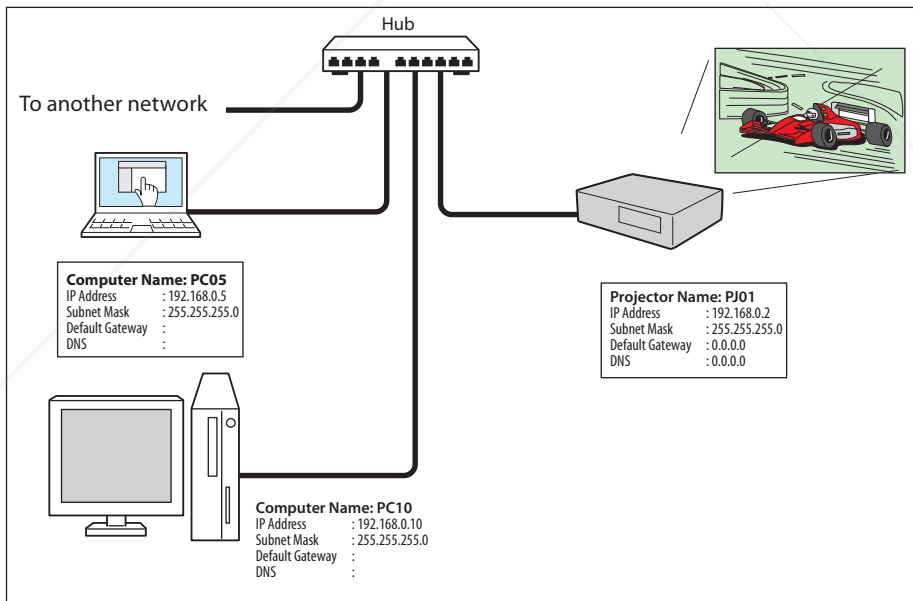 Hub
To another network
Computer Name: PC05
IP Address : 192.168.0.5
Subnet Mask : 255.255.255.0
Default Gateway :
DNS :
Projector Name: PJ01
IP Address : 192.168.0.2
Subnet Mask : 255.255.255.0
Default Gateway : 0.0.0.0
DNS : 0.0.0.0
Computer Name: PC10
IP Address : 192.168.0.10
Subnet Mask : 255.255.255.0
Default Gateway :
DNS :